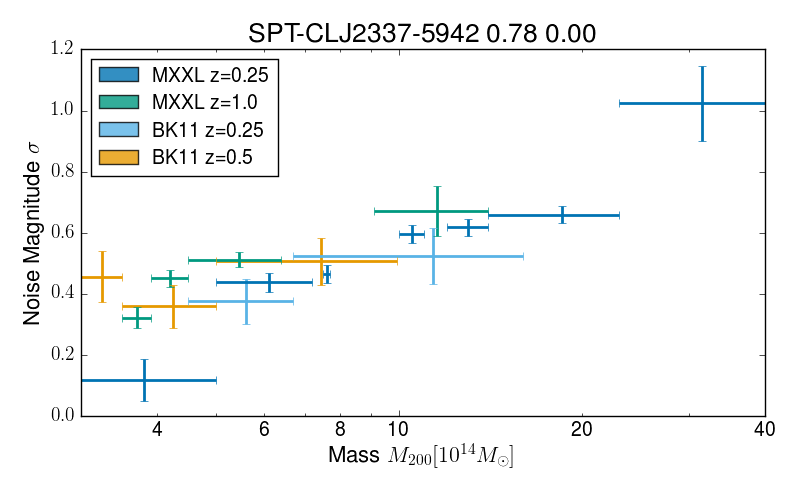 SPT-CLJ2337-5942 0.78 0.00
1.2
1.0
0.8
0.6
0.4
0.2
0.0
Noise Magnitude σ
MXXL z=0.25
MXXL z=1.0
BK11 z=0.25
BK11 z=0.5
4 6 8 10 20 40
Mass M₂₀₀[10¹⁴M☉]